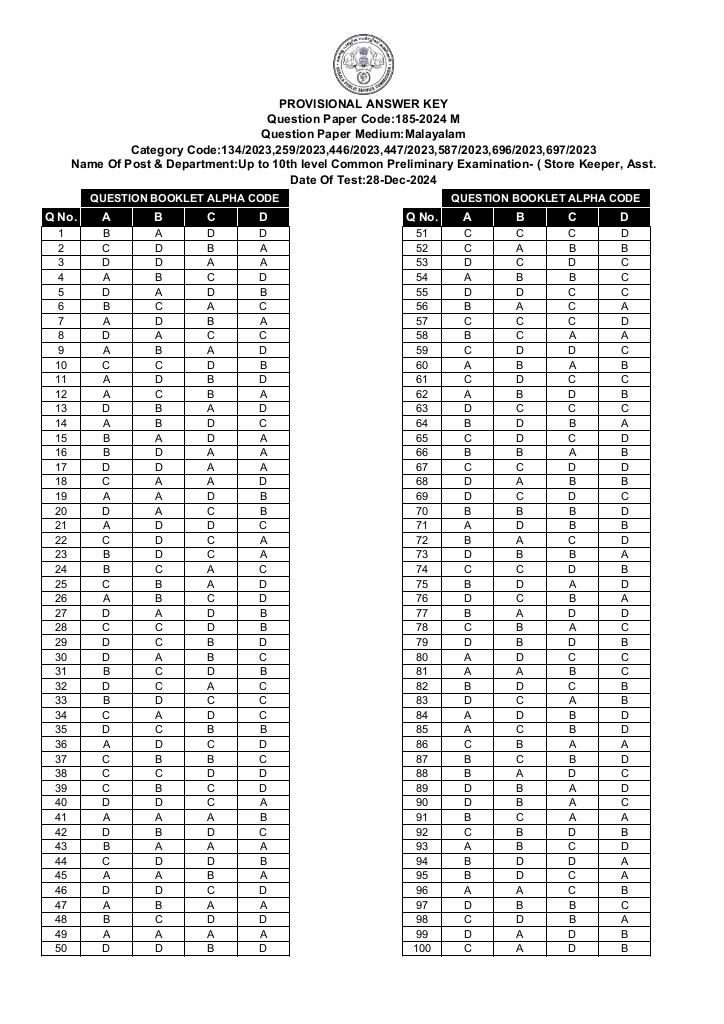 PROVISIONAL ANSWER KEY
Question Paper Code:185-2024 M
Question Paper Medium:Malayalam
Category Code:134/2023,259/2023,446/2023,447/2023,587/2023,696/2023,697/2023
Name Of Post & Department:Up to 10th level Common Preliminary Examination- ( Store Keeper, Asst.
Date Of Test:28-Dec-2024
QUESTION BOOKLET ALPHA CODE
Q No. A B C D
1 B A D D
2 C D B A
3 D D A A
4 A B C D
5 D A D B
6 B C A C
7 A D B A
8 D A C C
9 A B A D
10 C C D B
11 A D B D
12 A C B A
13 D B A D
14 A B D C
15 B A D A
16 B D A A
17 D D A A
18 C A A D
19 A A D B
20 D A C B
21 A D D C
22 C D C A
23 B D C A
24 B C A C
25 C B A D
26 A B C D
27 D A D B
28 C C D B
29 D C B D
30 D A B C
31 B C D B
32 D C A C
33 B D C C
34 C A D C
35 D C B B
36 A D C D
37 C B B C
38 C C D D
39 C B C D
40 D D C A
41 A A A B
42 D B D C
43 B A A A
44 C D D B
45 A A B A
46 D D C D
47 A B A A
48 B C D D
49 A A A A
50 D D B D
QUESTION BOOKLET ALPHA CODE
Q No. A B C D
51 C C C D
52 C A B B
53 D C D C
54 A B B C
55 D D C C
56 B A C A
57 C C C D
58 B C A A
59 C D D C
60 A B A B
61 C D C C
62 A B D B
63 D C C C
64 B D B A
65 C D C D
66 B B A B
67 C C D D
68 D A B B
69 D C D C
70 B B B D
71 A D B B
72 B A C D
73 D B B A
74 C C D B
75 B D A D
76 D C B A
77 B A D D
78 C B A C
79 D B D B
80 A D C C
81 A A B C
82 B D C B
83 D C A B
84 A D B D
85 A C B D
86 C B A A
87 B C B D
88 B A D C
89 D B A D
90 D B A C
91 B C A A
92 C B D B
93 A B C D
94 B D D A
95 B D C A
96 A A C B
97 D B B C
98 C D B A
99 D A D B
100 C A D B